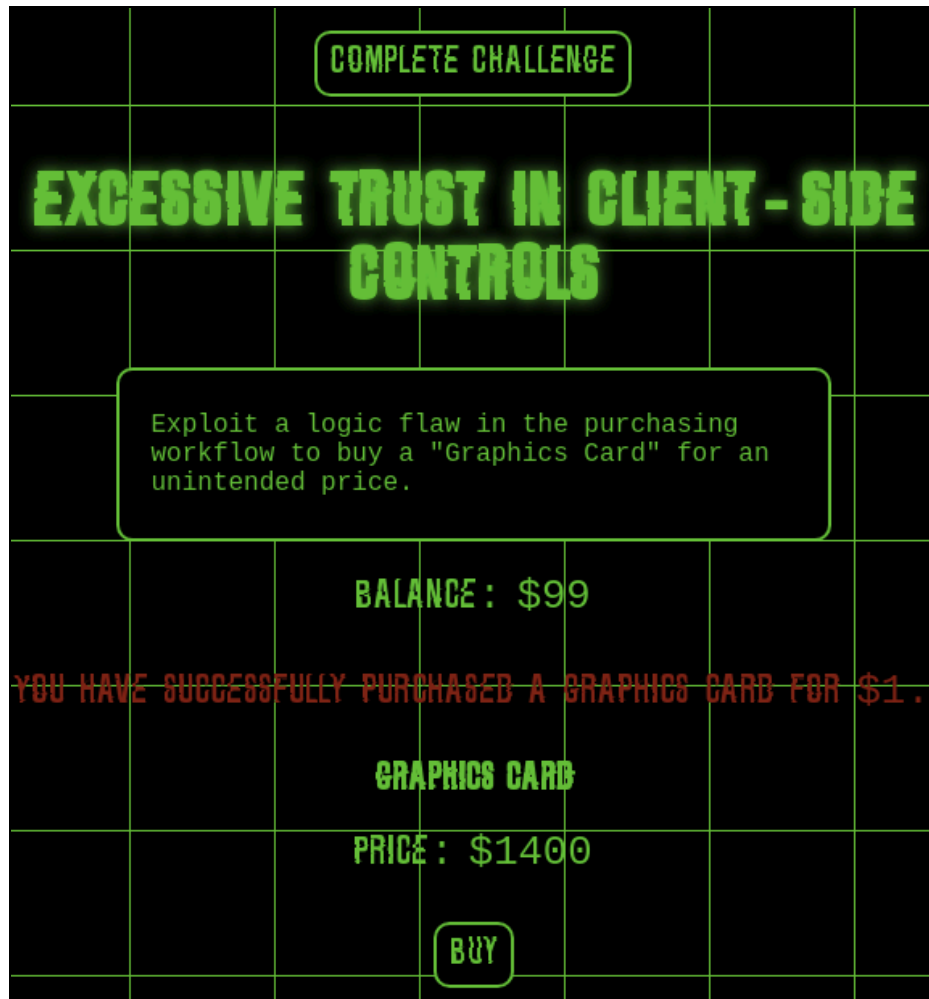 COMPLETE CHALLENGE
EXCESSIVE TRUST IN CLIENT-SIDE
CONTROLS
Exploit a logic flaw in the purchasing
workflow to buy a "Graphics Card" for an
unintended price.
BALANCE: $99
YOU HAVE SUCCESSFULLY PURCHASED A GRAPHICS CARD FOR $1.
GRAPHICS CARD
PRICE: $1400
BUY